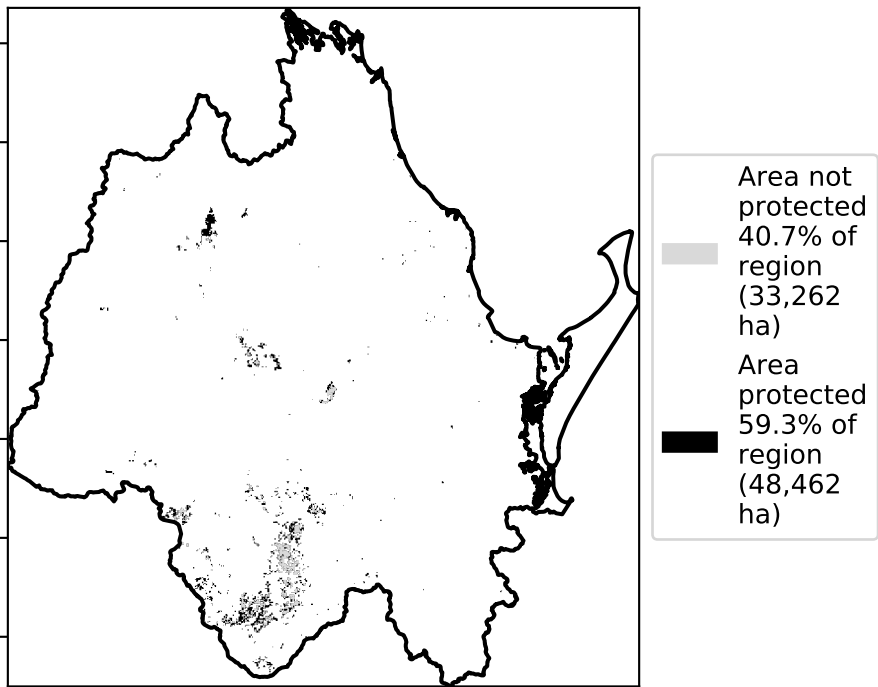 Area not
protected
40.7% of
region
(33,262
ha)
Area
protected
59.3% of
region
(48,462
ha)